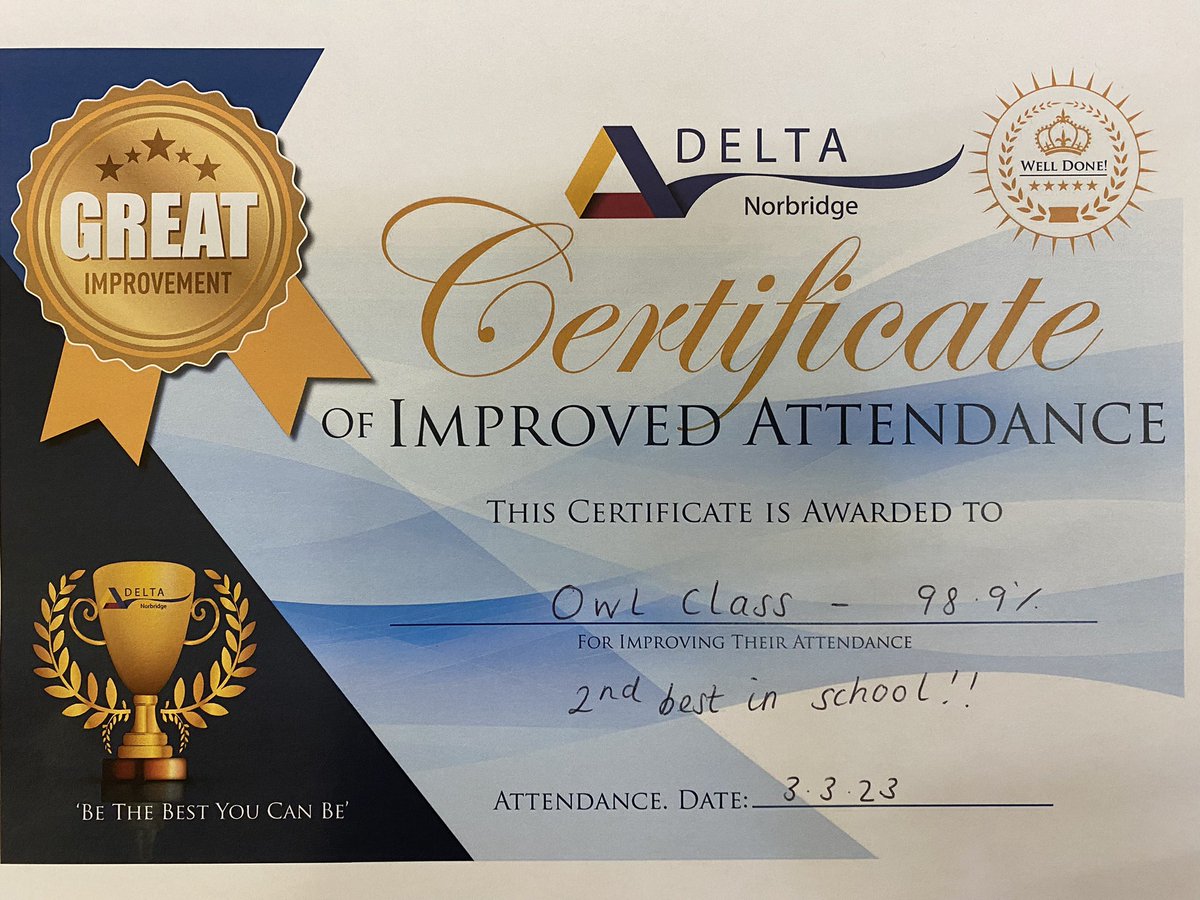 GREAT
IMPROVEMENT
DELTA
Norbridge
WELL DONE!
Certificate
OF IMPROVED ATTENDANCE
THIS CERTIFICATE IS AWARDED TO
Owl Class - 98.9%
FOR IMPROVING THEIR ATTENDANCE
2nd best in school!!
DELTA
Norbridge
'BE THE BEST YOU CAN BE'
ATTENDANCE. DATE: 3.3.23